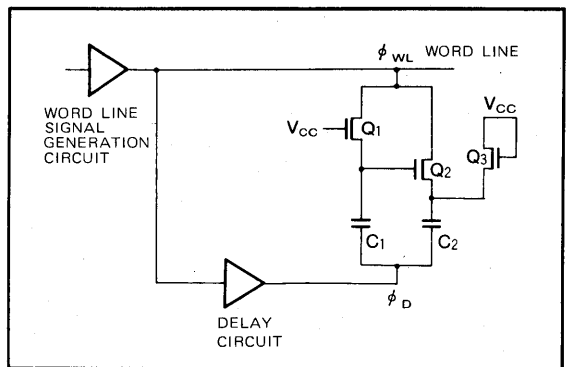 φWL WORD LINE
WORD LINE
SIGNAL
GENERATION
CIRCUIT
VCC
Q1
Q2
VCC
Q3
C1
C2
φD
DELAY
CIRCUIT